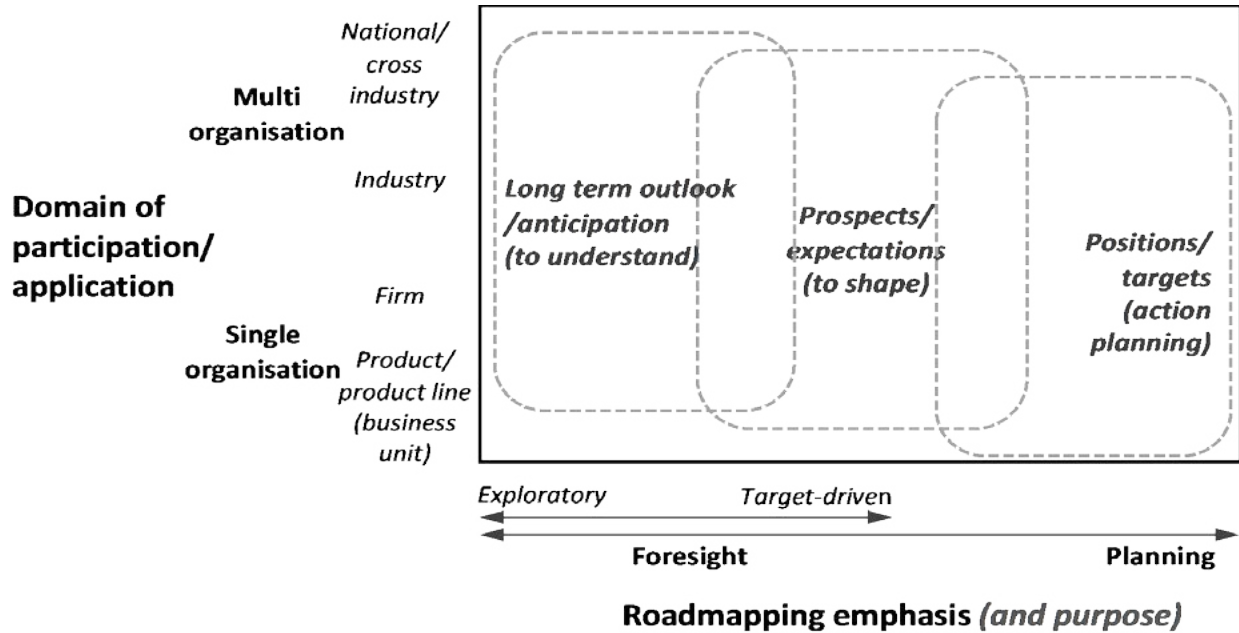 National/
cross
industry
Multi
organisation
Industry
Domain of
participation/
application
Firm
Single
organisation
Product/
product line
(business
unit)
Long term outlook
/anticipation
(to understand)
Prospects/
expectations
(to shape)
Positions/
targets
(action
planning)
Exploratory
Target-driven
Foresight
Planning
Roadmapping emphasis (and purpose)